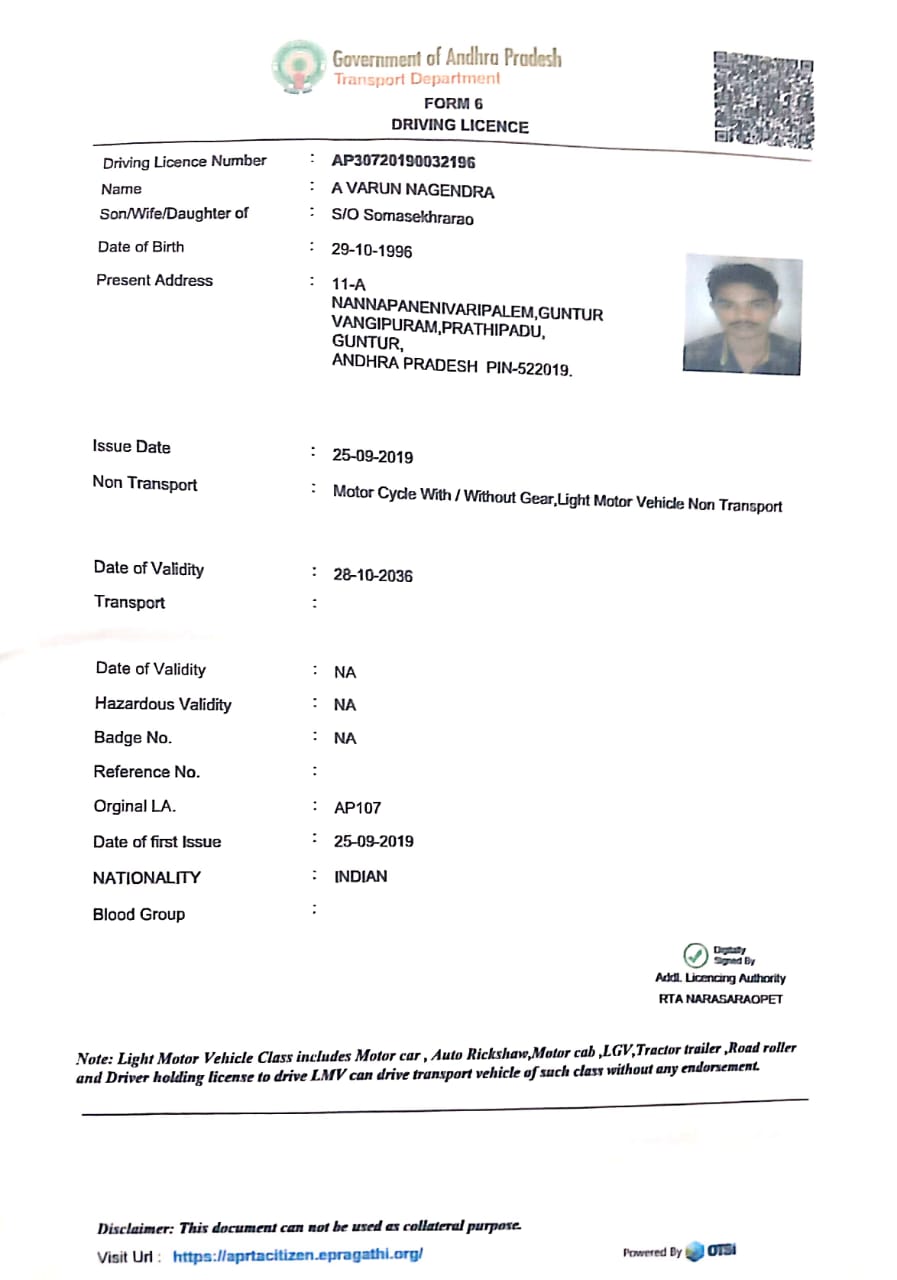 Government of Andhra Pradesh
Transport Department
FORM 6
DRIVING LICENCE
Driving Licence Number : AP30720190032196
Name : A VARUN NAGENDRA
Son/Wife/Daughter of : S/O Somasekhrarao
Date of Birth : 29-10-1996
Present Address : 11-A
NANNAPANENIVARIPALEM,GUNTUR
VANGIPURAM,PRATHIPADU,
GUNTUR,
ANDHRA PRADESH PIN-522019.
Issue Date : 25-09-2019
Non Transport : Motor Cycle With / Without Gear,Light Motor Vehicle Non Transport
Date of Validity : 28-10-2036
Transport :
Date of Validity : NA
Hazardous Validity : NA
Badge No. : NA
Reference No. :
Orginal LA. : AP107
Date of first Issue : 25-09-2019
NATIONALITY : INDIAN
Blood Group :
Digitally
Signed By
Addl. Licencing Authority
RTA NARASARAOPET
Note: Light Motor Vehicle Class includes Motor car , Auto Rickshaw,Motor cab ,LGV,Tractor trailer ,Road roller
and Driver holding license to drive LMV can drive transport vehicle of such class without any endorsement.
Disclaimer: This document can not be used as collateral purpose.
Visit Url : https://aprtacitizen.epragathi.org/
Powered By OTSI